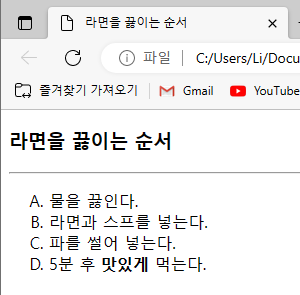 라면을 끓이는 순서
파일 C:/Users/Li/Docu
즐겨찾기 가져오기 Gmail YouTube
라면을 끓이는 순서
A. 물을 끓인다.
B. 라면과 스프를 넣는다.
C. 파를 썰어 넣는다.
D. 5분 후 맛있게 먹는다.